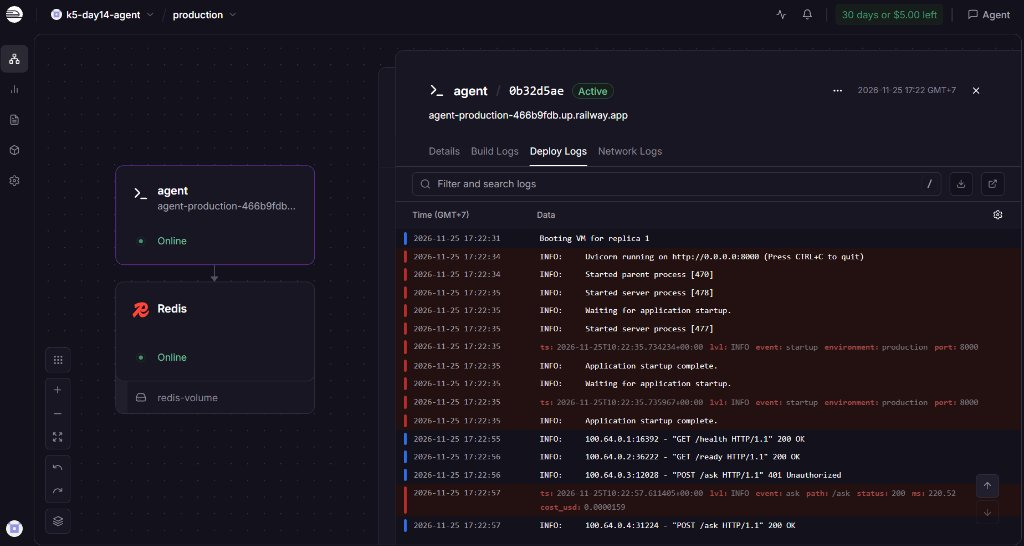 k5-day14-agent / production
30 days or $5.00 left
Agent
agent
agent-production-466b9fdb...
Online
Redis
Online
redis-volume
agent / 0b32d5ae Active
2026-11-25 17:22 GMT+7
agent-production-466b9fdb.up.railway.app
Details Build Logs Deploy Logs Network Logs
Filter and search logs /
Time (GMT+7) Data
2026-11-25 17:22:31 Booting VM for replica 1
2026-11-25 17:22:34 INFO: Uvicorn running on http://0.0.0.0:8000 (Press CTRL+C to quit)
2026-11-25 17:22:34 INFO: Started parent process [470]
2026-11-25 17:22:35 INFO: Started server process [478]
2026-11-25 17:22:35 INFO: Waiting for application startup.
2026-11-25 17:22:35 INFO: Started server process [477]
2026-11-25 17:22:35 ts: 2026-11-25T10:22:35.734234+00:00 lvl: INFO event: startup environment: production port: 8000
2026-11-25 17:22:35 INFO: Application startup complete.
2026-11-25 17:22:35 INFO: Waiting for application startup.
2026-11-25 17:22:35 ts: 2026-11-25T10:22:35.735967+00:00 lvl: INFO event: startup environment: production port: 8000
2026-11-25 17:22:35 INFO: Application startup complete.
2026-11-25 17:22:55 INFO: 100.64.0.1:16392 - "GET /health HTTP/1.1" 200 OK
2026-11-25 17:22:56 INFO: 100.64.0.2:36222 - "GET /ready HTTP/1.1" 200 OK
2026-11-25 17:22:56 INFO: 100.64.0.3:12028 - "POST /ask HTTP/1.1" 401 Unauthorized
2026-11-25 17:22:57 ts: 2026-11-25T10:22:57.611405+00:00 lvl: INFO event: ask path: /ask status: 200 ms: 220.52
cost_usd: 0.0000159
2026-11-25 17:22:57 INFO: 100.64.0.4:31224 - "POST /ask HTTP/1.1" 200 OK